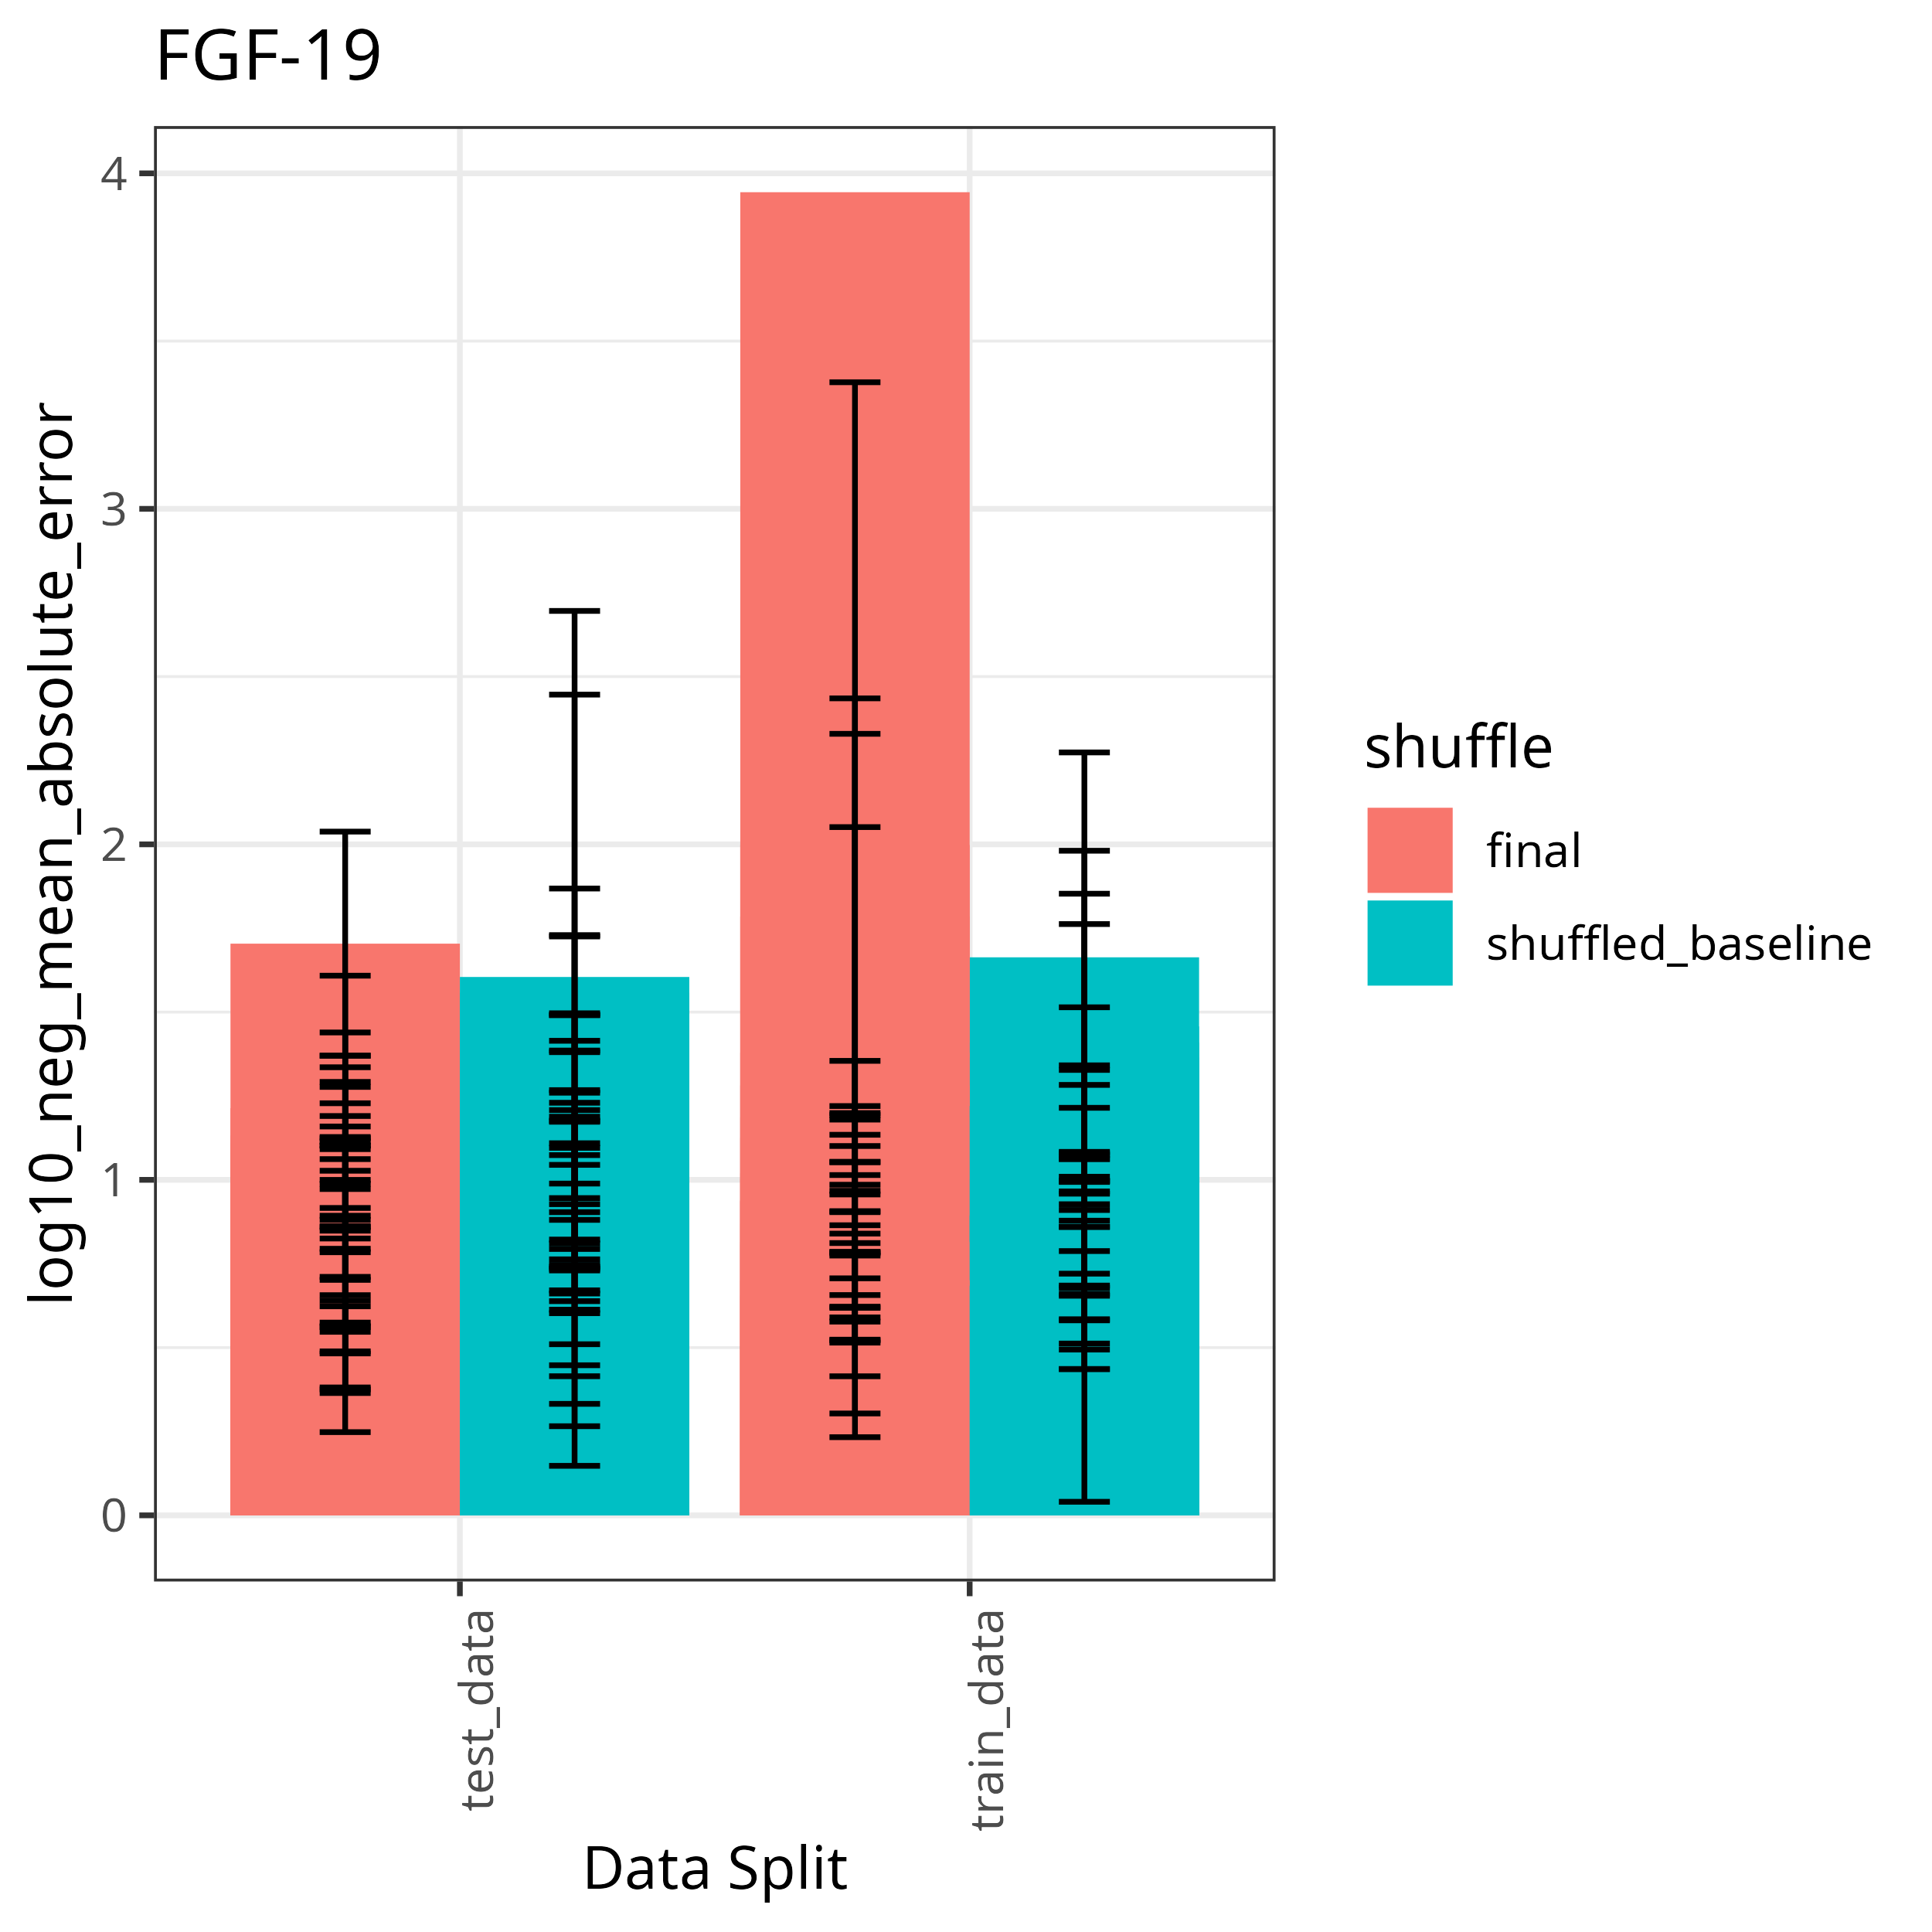 FGF-19
log10_neg_mean_absolute_error
4
3
2
1
0
test_data
train_data
Data Split
shuffle
final
shuffled_baseline